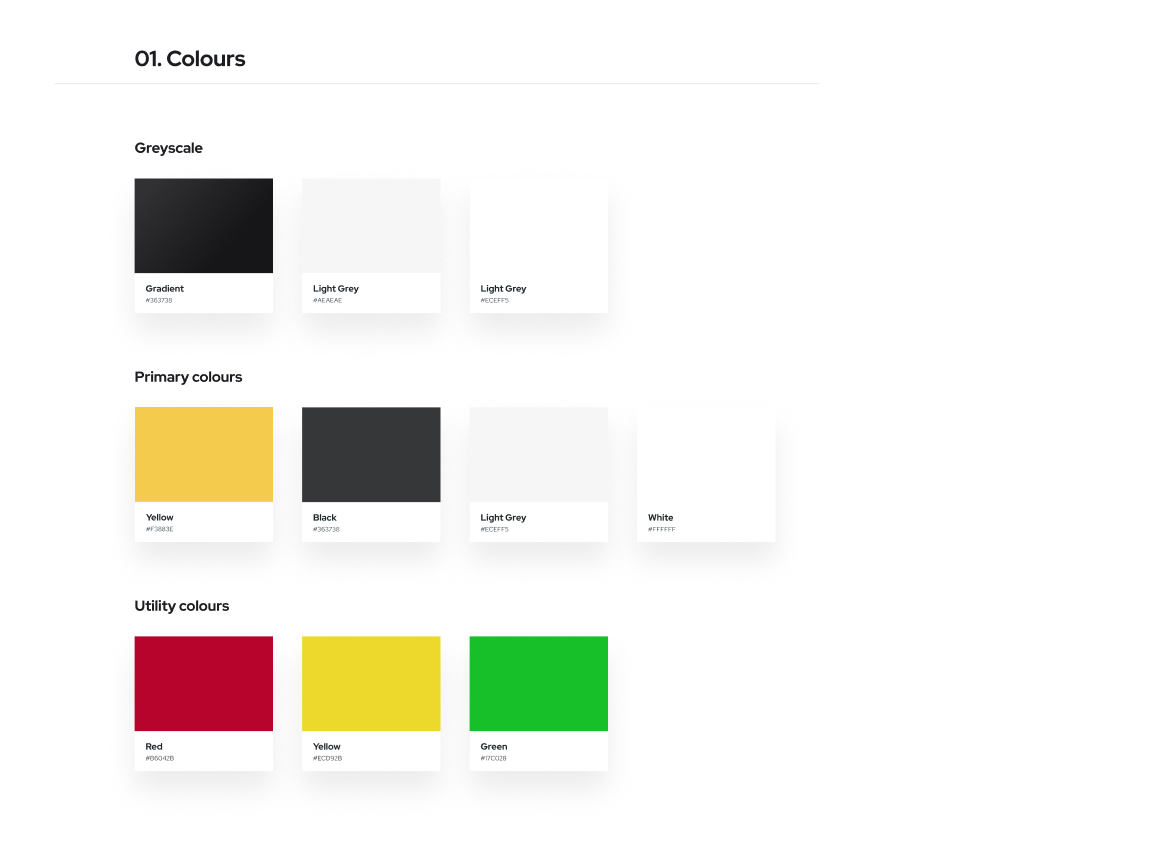 01. Colours
Greyscale
Gradient
#363738
Light Grey
#AEAEAE
Light Grey
#ECEFF5
Primary colours
Yellow
#F3883E
Black
#363738
Light Grey
#ECEFF5
White
#FFFFFF
Utility colours
Red
#B6042B
Yellow
#ECD92B
Green
#17C028